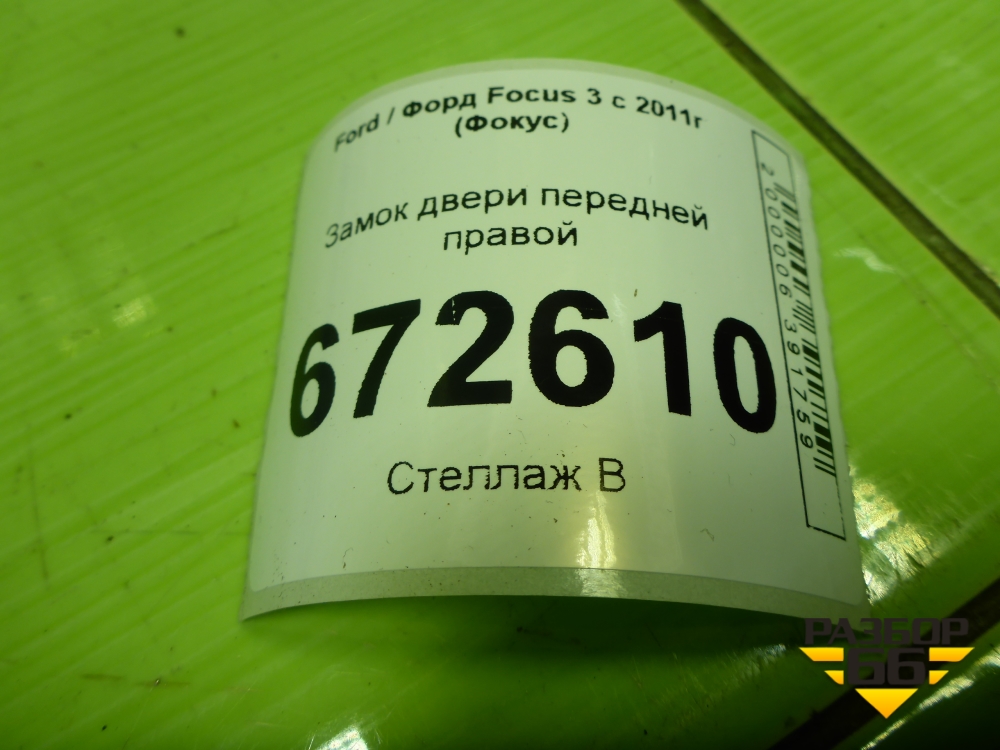 Ford / Форд Focus 3 с 2011г
(Фокус)
Замок двери передней
правой
672610
Стеллаж В
2000006391759
РАЗБОР
66